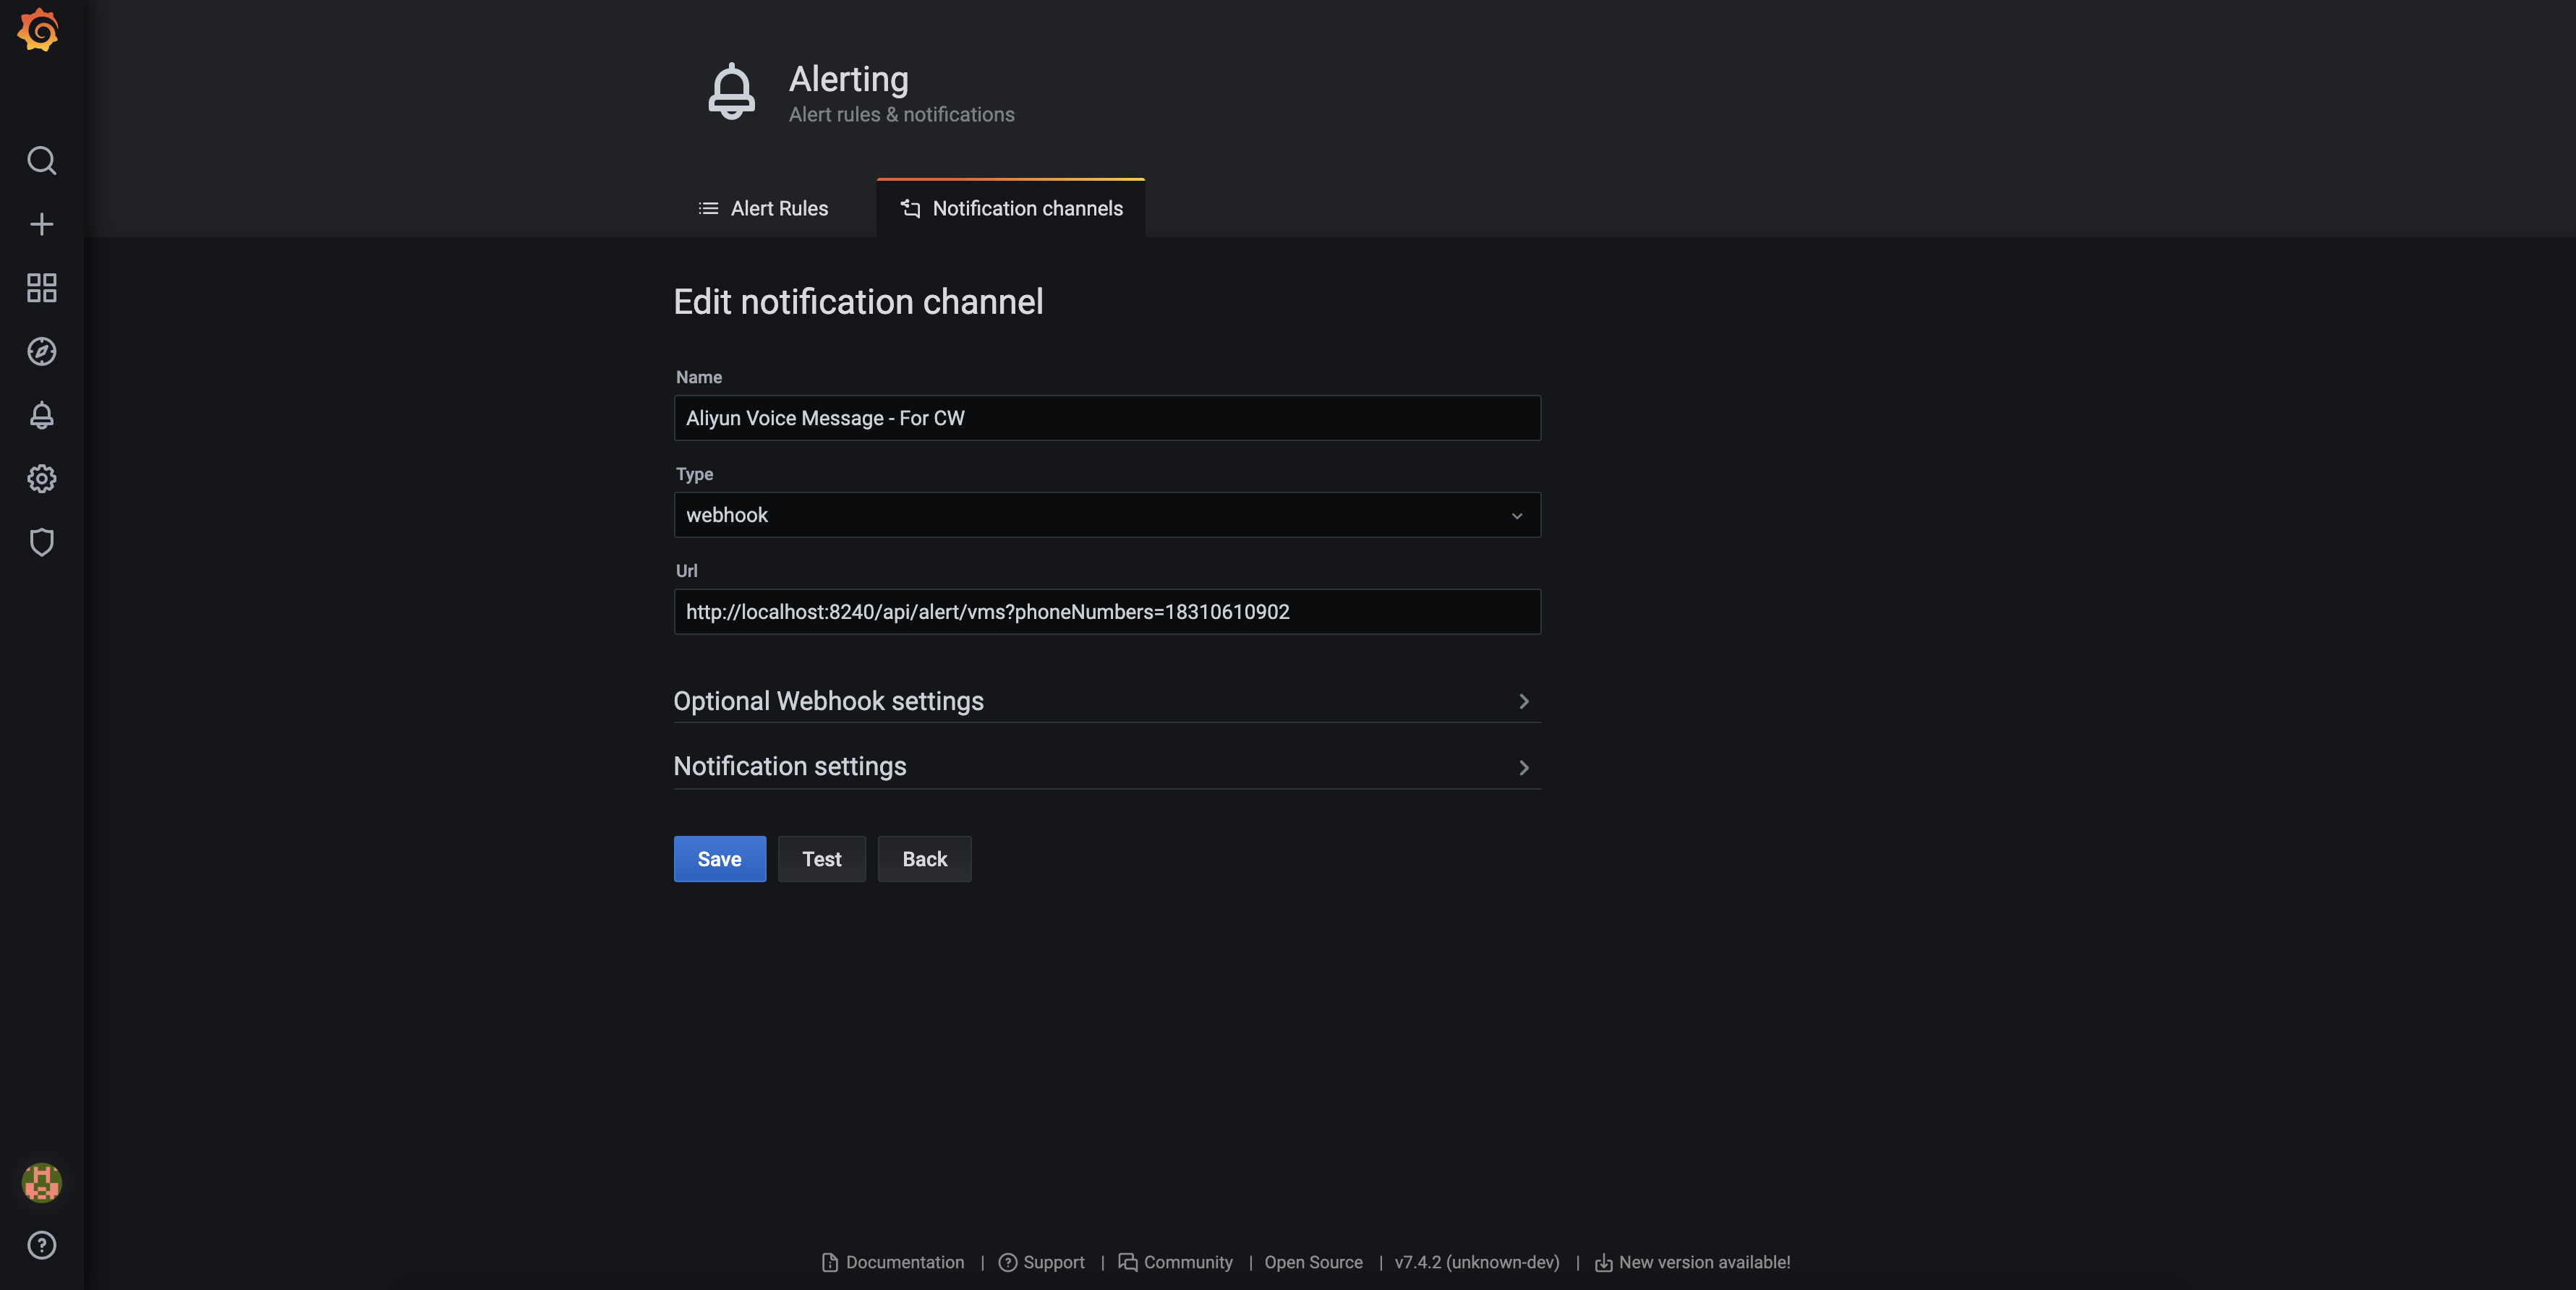 Alerting
Alert rules & notifications
Alert Rules
Notification channels
Edit notification channel
Name
Aliyun Voice Message - For CW
Type
webhook
Url
http://localhost:8240/api/alert/vms?phoneNumbers=18310610902
Optional Webhook settings
Notification settings
Save
Test
Back
Documentation | Support | Community | Open Source | v7.4.2 (unknown-dev) | New version available!